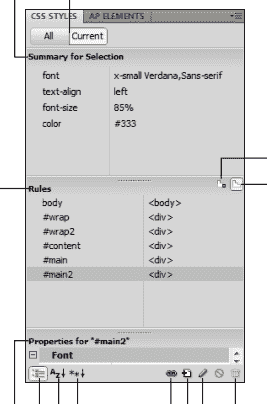 CSS STYLES AP ELEMENTS
All Current
Summary for Selection
font x-small Verdana,Sans-serif
text-align left
font-size 85%
color #333
Rules
body <body>
#wrap <div>
#wrap2 <div>
#content <div>
#main <div>
#main2 <div>
Properties for "#main2"
Font
Az↓ **↓